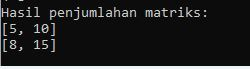 Hasil penjumlahan matriks:
[5, 10]
[8, 15]